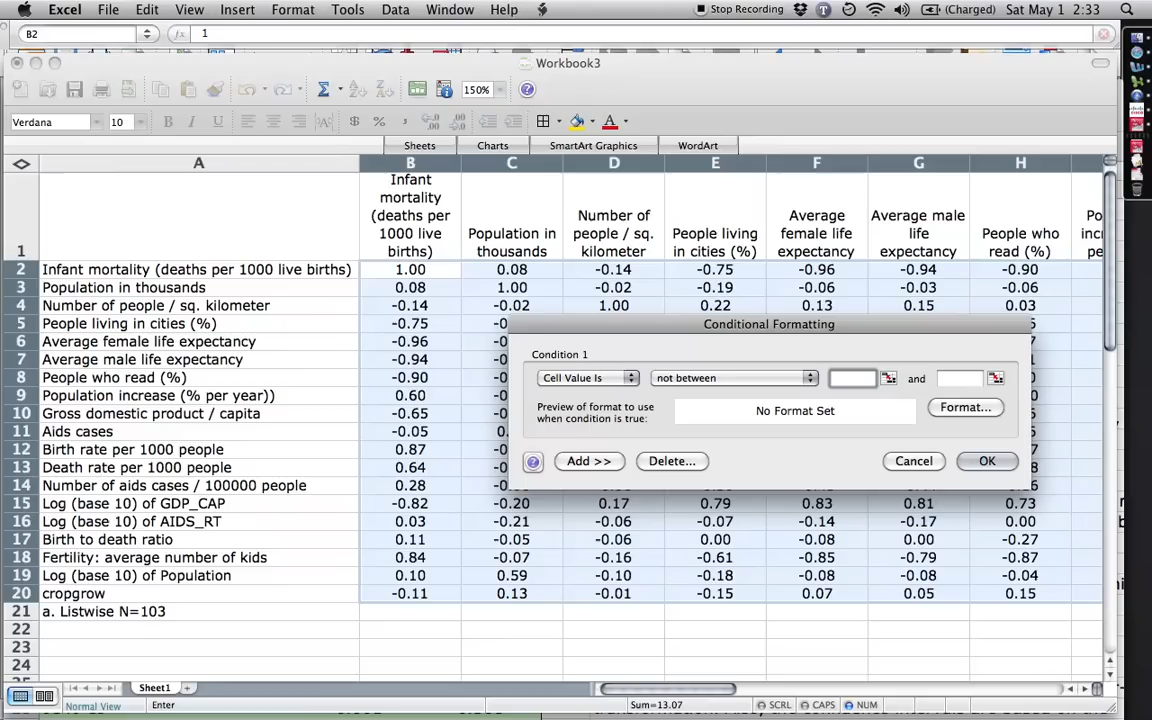 Excel File Edit View Insert Format Tools Data Window Help Stop Recording (Charged) Sat May 1 2:33
B2 fx 1
Workbook3
150%
Verdana 10
Sheets Charts SmartArt Graphics WordArt
A B C D E F G H
1 Infant mortality (deaths per 1000 live births) Population in thousands Number of people / sq. kilometer People living in cities (%) Average female life expectancy Average male life expectancy People who read (%)
2 Infant mortality (deaths per 1000 live births) 1.00 0.08 -0.14 -0.75 -0.96 -0.94 -0.90
3 Population in thousands 0.08 1.00 -0.02 -0.19 -0.06 -0.03 -0.06
4 Number of people / sq. kilometer -0.14 -0.02 1.00 0.22 0.13 0.15 0.03
5 People living in cities (%) -0.75
6 Average female life expectancy -0.96
7 Average male life expectancy -0.94
8 People who read (%) -0.90
9 Population increase (% per year)) 0.60
10 Gross domestic product / capita -0.65
11 Aids cases -0.05
12 Birth rate per 1000 people 0.87
13 Death rate per 1000 people 0.64
14 Number of aids cases / 100000 people 0.28
Conditional Formatting
Condition 1
Cell Value Is not between and
Preview of format to use
when condition is true:
No Format Set
Format...
Add >> Delete... Cancel OK
15 Log (base 10) of GDP_CAP -0.82 -0.20 0.17 0.79 0.83 0.81 0.73
16 Log (base 10) of AIDS_RT 0.03 -0.21 -0.06 -0.07 -0.14 -0.17 0.00
17 Birth to death ratio 0.11 -0.05 -0.06 0.00 -0.08 0.00 -0.27
18 Fertility: average number of kids 0.84 -0.07 -0.16 -0.61 -0.85 -0.79 -0.87
19 Log (base 10) of Population 0.10 0.59 -0.10 -0.18 -0.08 -0.08 -0.04
20 cropgrow -0.11 0.13 -0.01 -0.15 0.07 0.05 0.15
21 a. Listwise N=103
22
23
24
Sheet1
Normal View Enter Sum=13.07 SCRL CAPS NUM